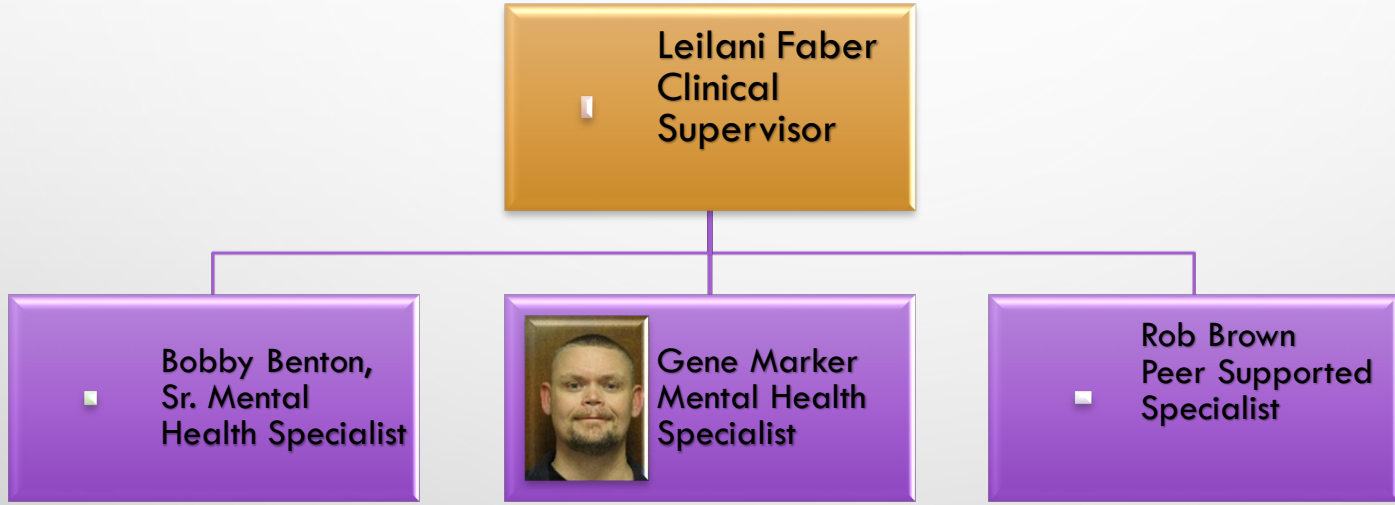 Leilani Faber
Clinical
Supervisor
Bobby Benton,
Sr. Mental
Health Specialist
Gene Marker
Mental Health
Specialist
Rob Brown
Peer Supported
Specialist